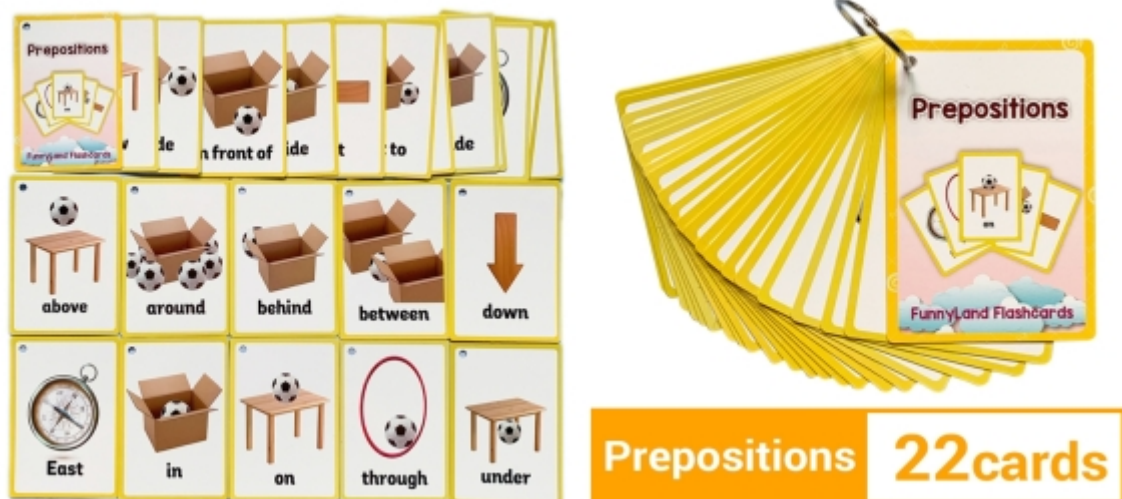 Prepositions
FunnyLand Flashcards
de
n front of
ide
t
to
de
above
around
behind
between
down
East
in
on
through
under
Prepositions
on
FunnyLand Flashcards
Prepositions 22cards